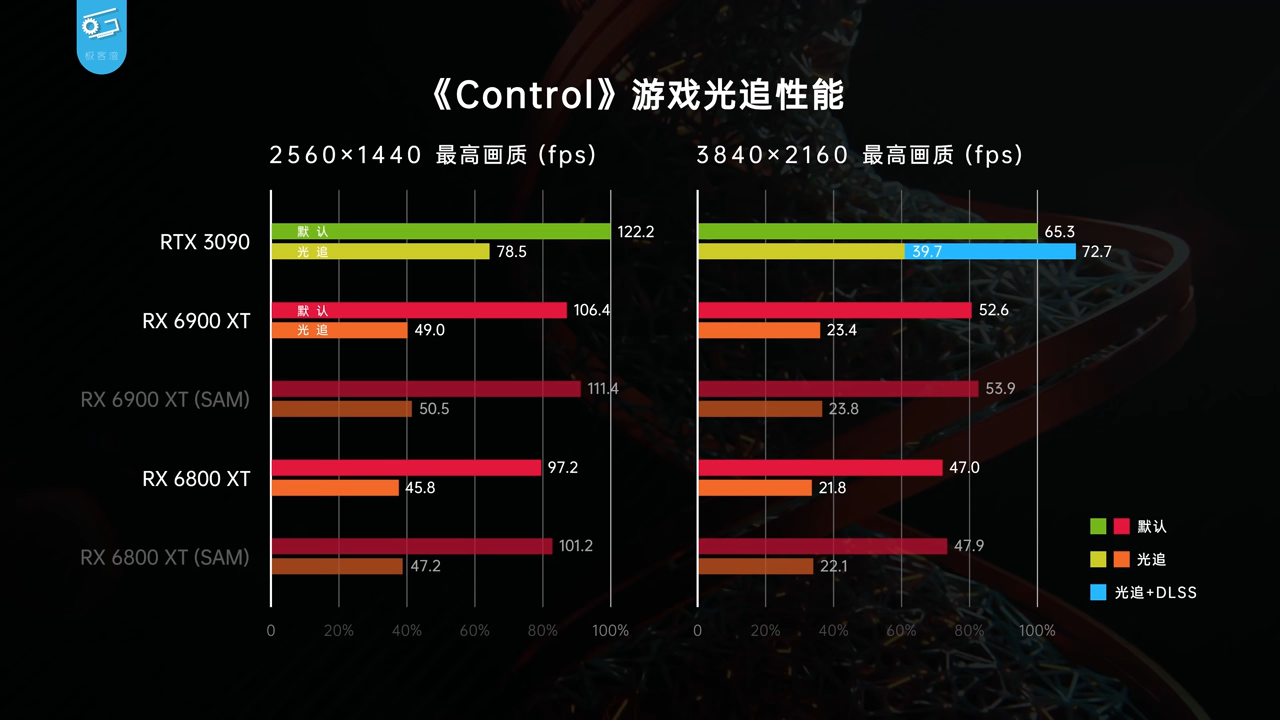 极客湾
《Control》游戏光追性能
2560×1440 最高画质 (fps)
3840×2160 最高画质 (fps)
RTX 3090
默认
122.2
65.3
光追
78.5
39.7
72.7
RX 6900 XT
默认
106.4
52.6
光追
49.0
23.4
RX 6900 XT (SAM)
111.4
53.9
50.5
23.8
RX 6800 XT
97.2
47.0
45.8
21.8
RX 6800 XT (SAM)
101.2
47.9
47.2
22.1
默认
光追
光追+DLSS
0 20% 40% 60% 80% 100%
0 20% 40% 60% 80% 100%